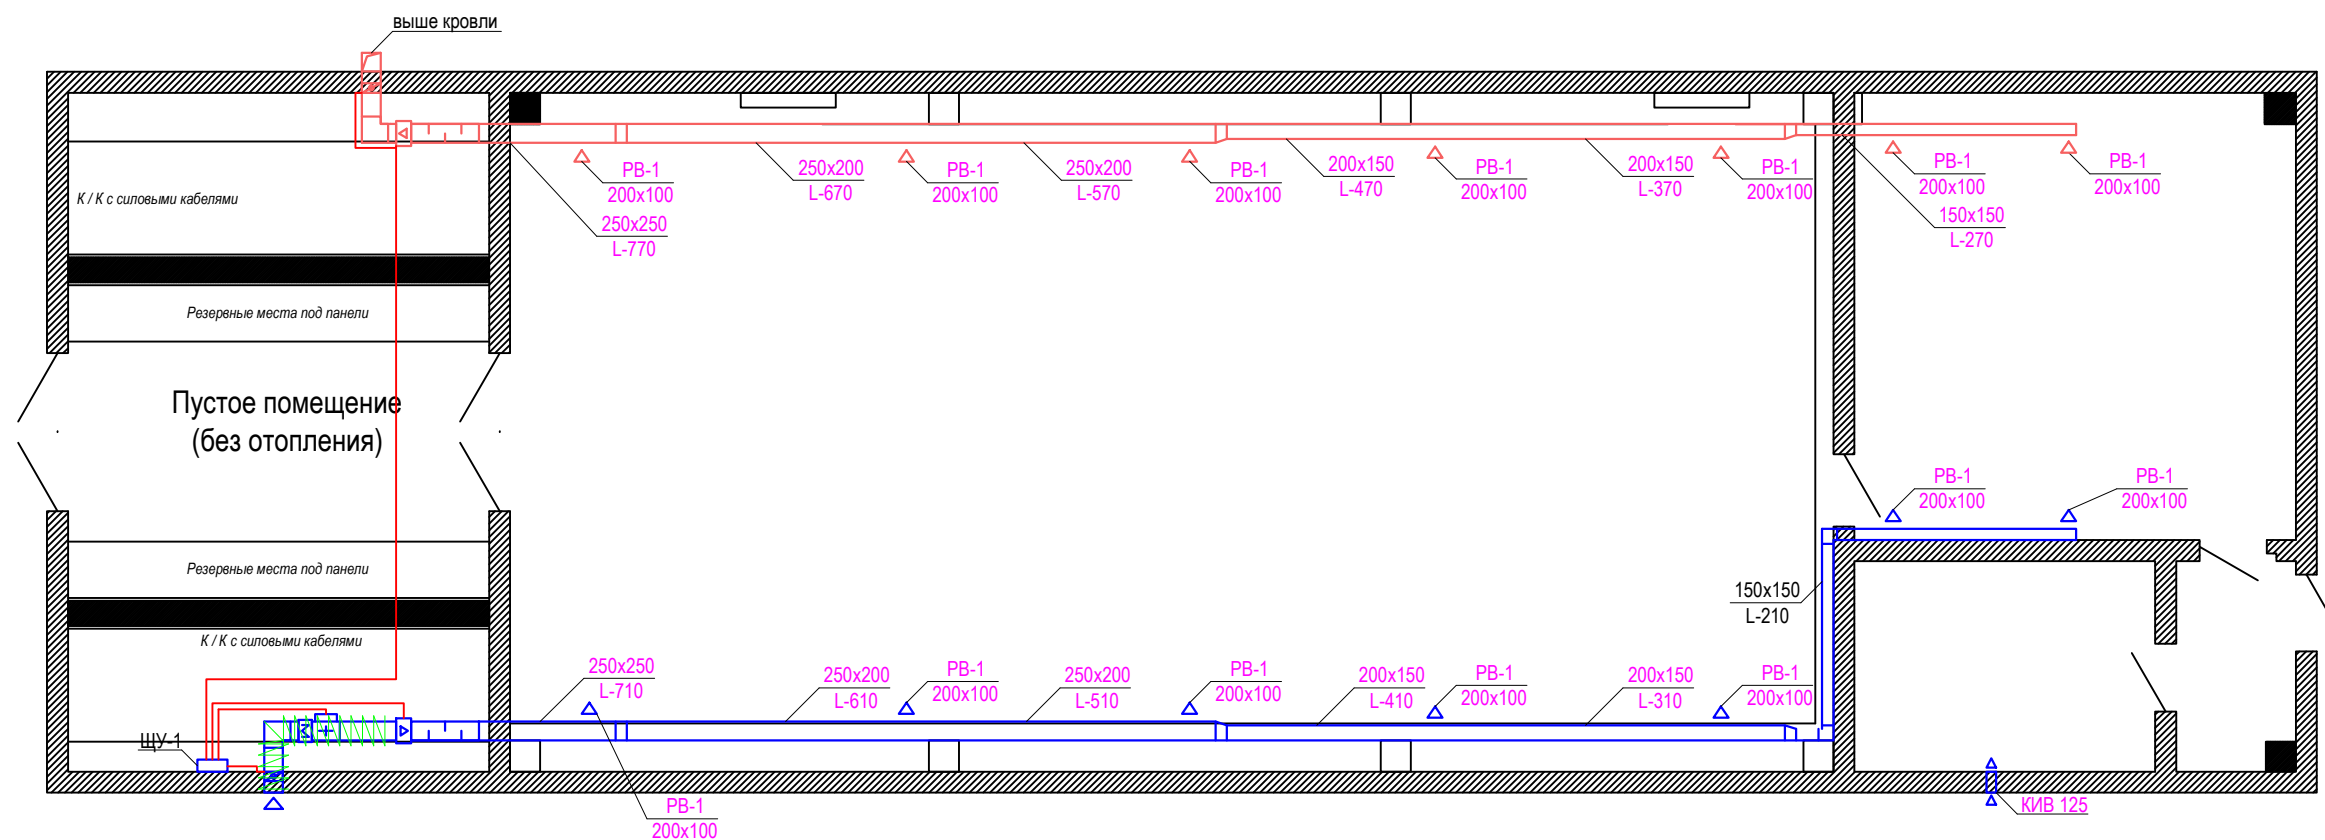 выше кровли
РВ-1
200x100
250x200
L-670
РВ-1
200x100
250x200
L-570
РВ-1
200x100
200x150
L-470
РВ-1
200x100
200x150
L-370
РВ-1
200x100
РВ-1
200x100
РВ-1
200x100
К / К с силовыми кабелями
250x250
L-770
150x150
L-270
Резервные места под панели
Пустое помещение
(без отопления)
РВ-1
200x100
РВ-1
200x100
Резервные места под панели
150x150
L-210
К / К с силовыми кабелями
250x250
L-710
250x200
L-610
РВ-1
200x100
250x200
L-510
РВ-1
200x100
200x150
L-410
РВ-1
200x100
200x150
L-310
РВ-1
200x100
ЩУ-1
М
РВ-1
200x100
КИВ 125